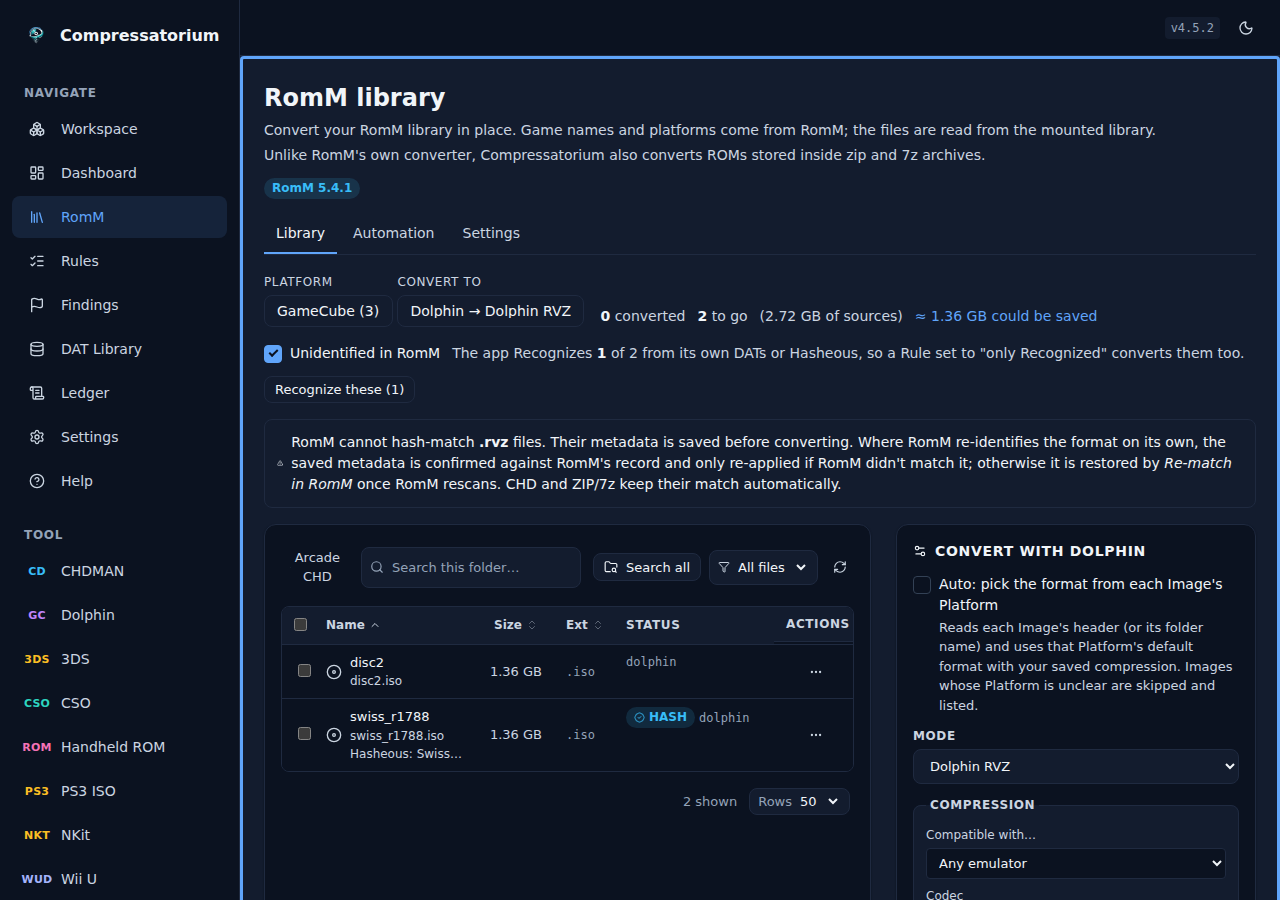 Compressatorium
v4.5.2
NAVIGATE
Workspace
Dashboard
RomM
Rules
Findings
DAT Library
Ledger
Settings
Help
TOOL
CD CHDMAN
GC Dolphin
3DS 3DS
CSO CSO
ROM Handheld ROM
PS3 PS3 ISO
NKT NKit
WUD Wii U
RomM library
Convert your RomM library in place. Game names and platforms come from RomM; the files are read from the mounted library.
Unlike RomM's own converter, Compressatorium also converts ROMs stored inside zip and 7z archives.
RomM 5.4.1
Library Automation Settings
PLATFORM CONVERT TO
GameCube (3) Dolphin → Dolphin RVZ 0 converted 2 to go (2.72 GB of sources) ≈ 1.36 GB could be saved
Unidentified in RomM The app Recognizes 1 of 2 from its own DATs or Hasheous, so a Rule set to "only Recognized" converts them too.
Recognize these (1)
RomM cannot hash-match .rvz files. Their metadata is saved before converting. Where RomM re-identifies the format on its own, the
saved metadata is confirmed against RomM's record and only re-applied if RomM didn't match it; otherwise it is restored by Re-match
in RomM once RomM rescans. CHD and ZIP/7z keep their match automatically.
Arcade
CHD
Search this folder…
Search all
All files
Name Size Ext STATUS ACTIONS
disc2
disc2.iso
1.36 GB .iso dolphin
swiss_r1788
swiss_r1788.iso
Hasheous: Swiss…
1.36 GB .iso HASH dolphin
2 shown Rows 50
CONVERT WITH DOLPHIN
Auto: pick the format from each Image's
Platform
Reads each Image's header (or its folder
name) and uses that Platform's default
format with your saved compression. Images
whose Platform is unclear are skipped and
listed.
MODE
Dolphin RVZ
COMPRESSION
Compatible with…
Any emulator
Codec